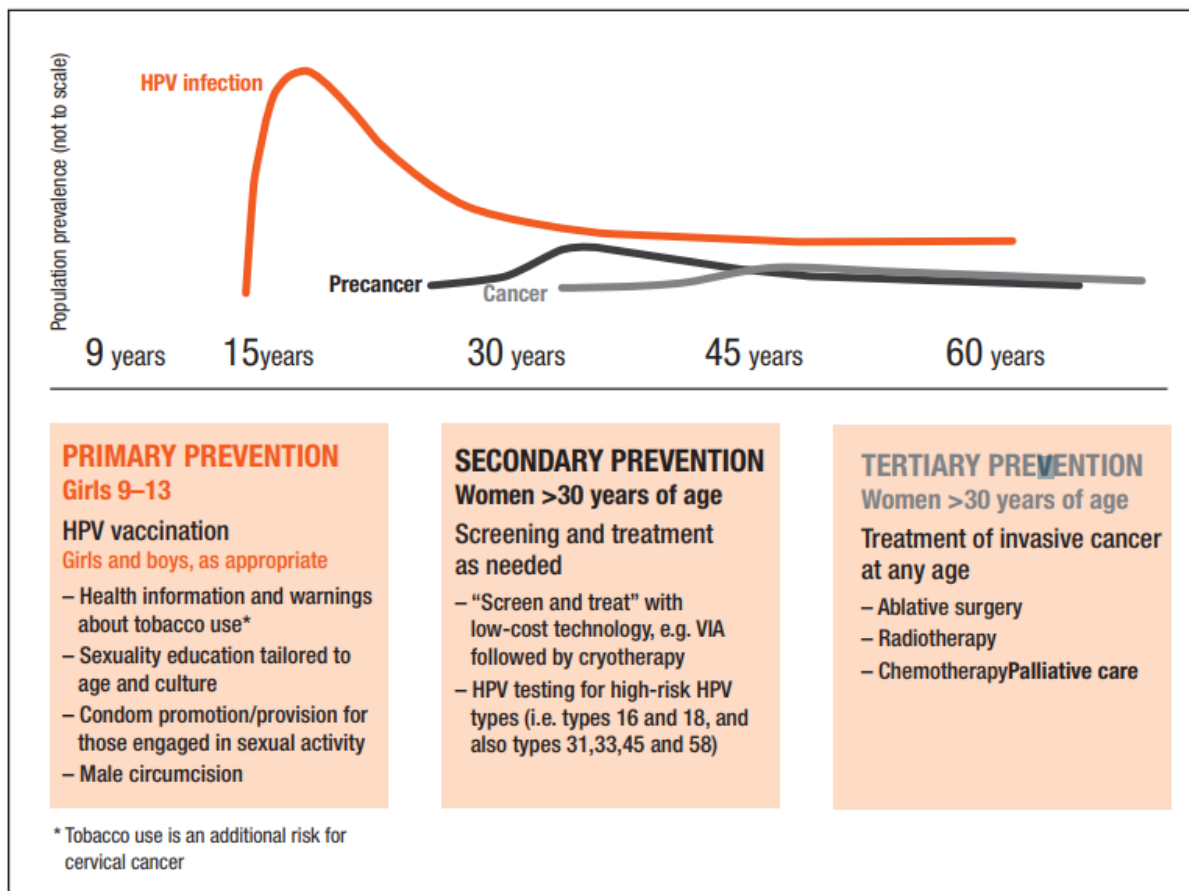 Population prevalence (not to scale)
HPV infection
Precancer
Cancer
9 years
15years
30 years
45 years
60 years
PRIMARY PREVENTION
Girls 9–13
HPV vaccination
Girls and boys, as appropriate
– Health information and warnings
about tobacco use*
– Sexuality education tailored to
age and culture
– Condom promotion/provision for
those engaged in sexual activity
– Male circumcision
* Tobacco use is an additional risk for
cervical cancer
SECONDARY PREVENTION
Women >30 years of age
Screening and treatment
as needed
– “Screen and treat” with
low-cost technology, e.g. VIA
followed by cryotherapy
– HPV testing for high-risk HPV
types (i.e. types 16 and 18, and
also types 31,33,45 and 58)
TERTIARY PREVENTION
Women >30 years of age
Treatment of invasive cancer
at any age
– Ablative surgery
– Radiotherapy
– ChemotherapyPalliative care